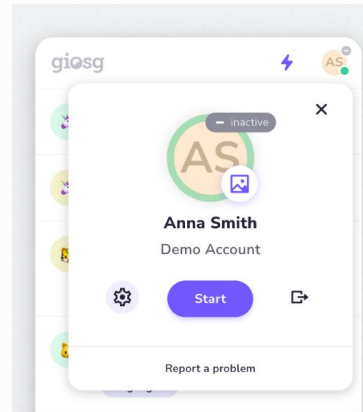 giosg
AS
– inactive
AS
Anna Smith
Demo Account
Start
Report a problem